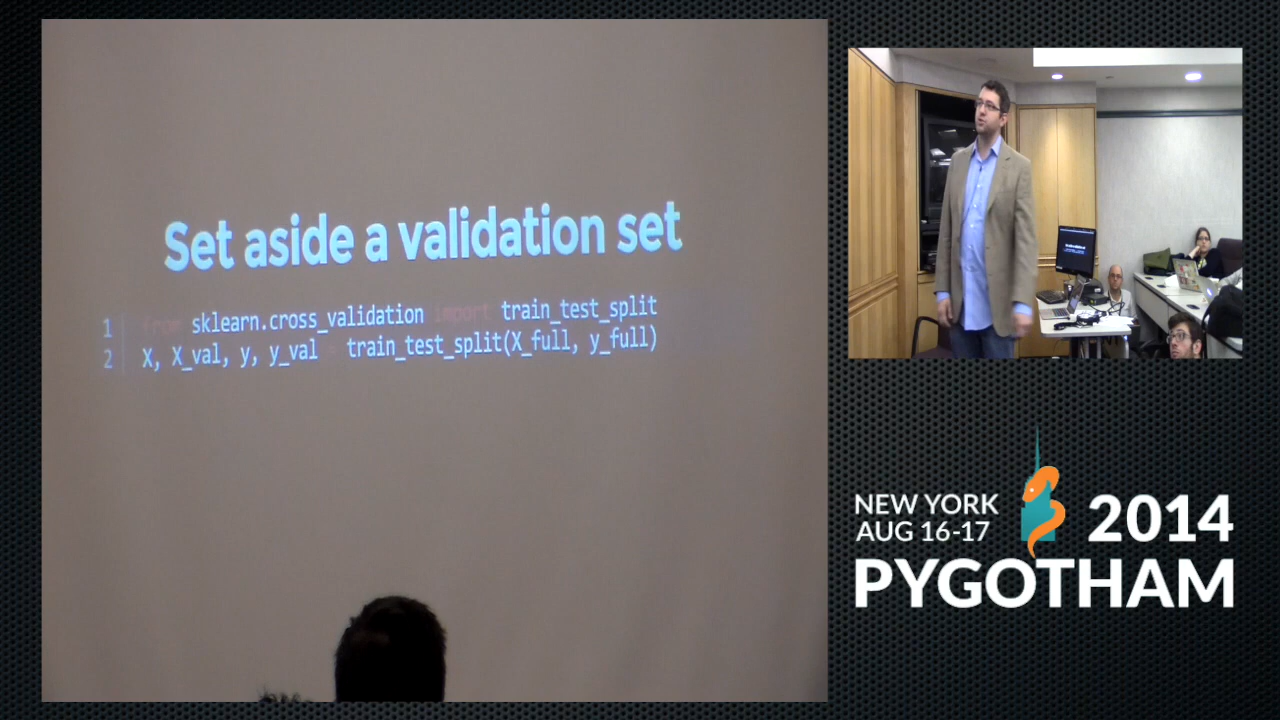 Set aside a validation set
1 from sklearn.cross_validation import train_test_split
2 X, X_val, y, y_val train_test_split(X_full, y_full)
NEW YORK
AUG 16-17
2014
PYGOTHAM